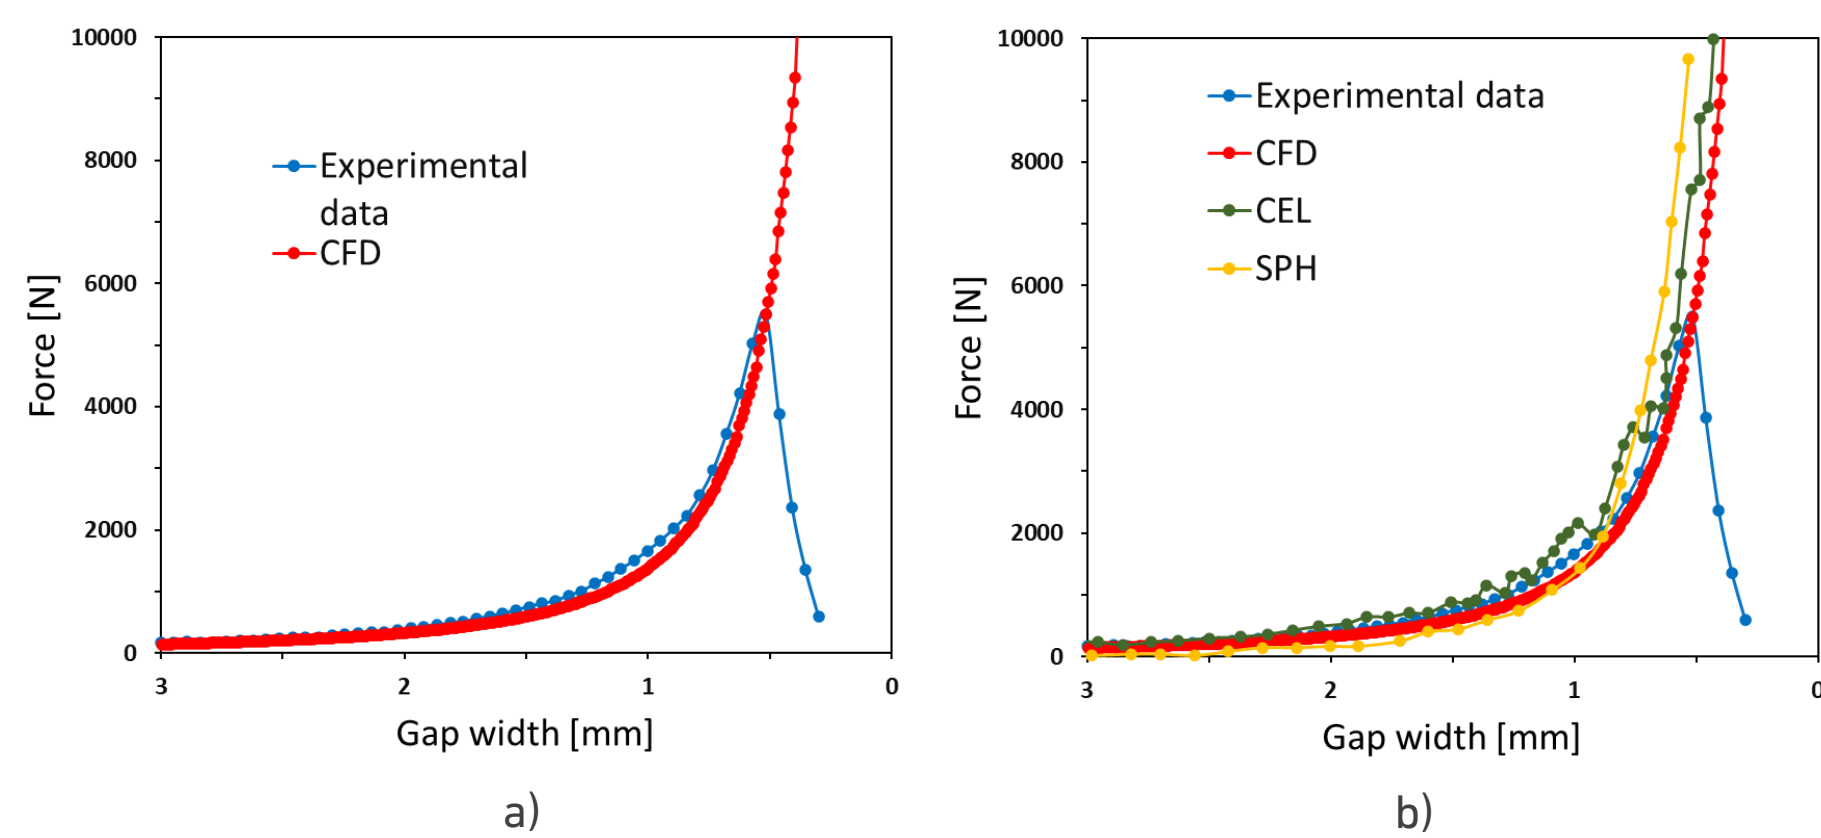 10000
8000
6000
4000
2000
0
Force [N]
Experimental
data
CFD
3
2
1
0
Gap width [mm]
a)
10000
8000
6000
4000
2000
0
Force [N]
Experimental data
CFD
CEL
SPH
3
2
1
0
Gap width [mm]
b)